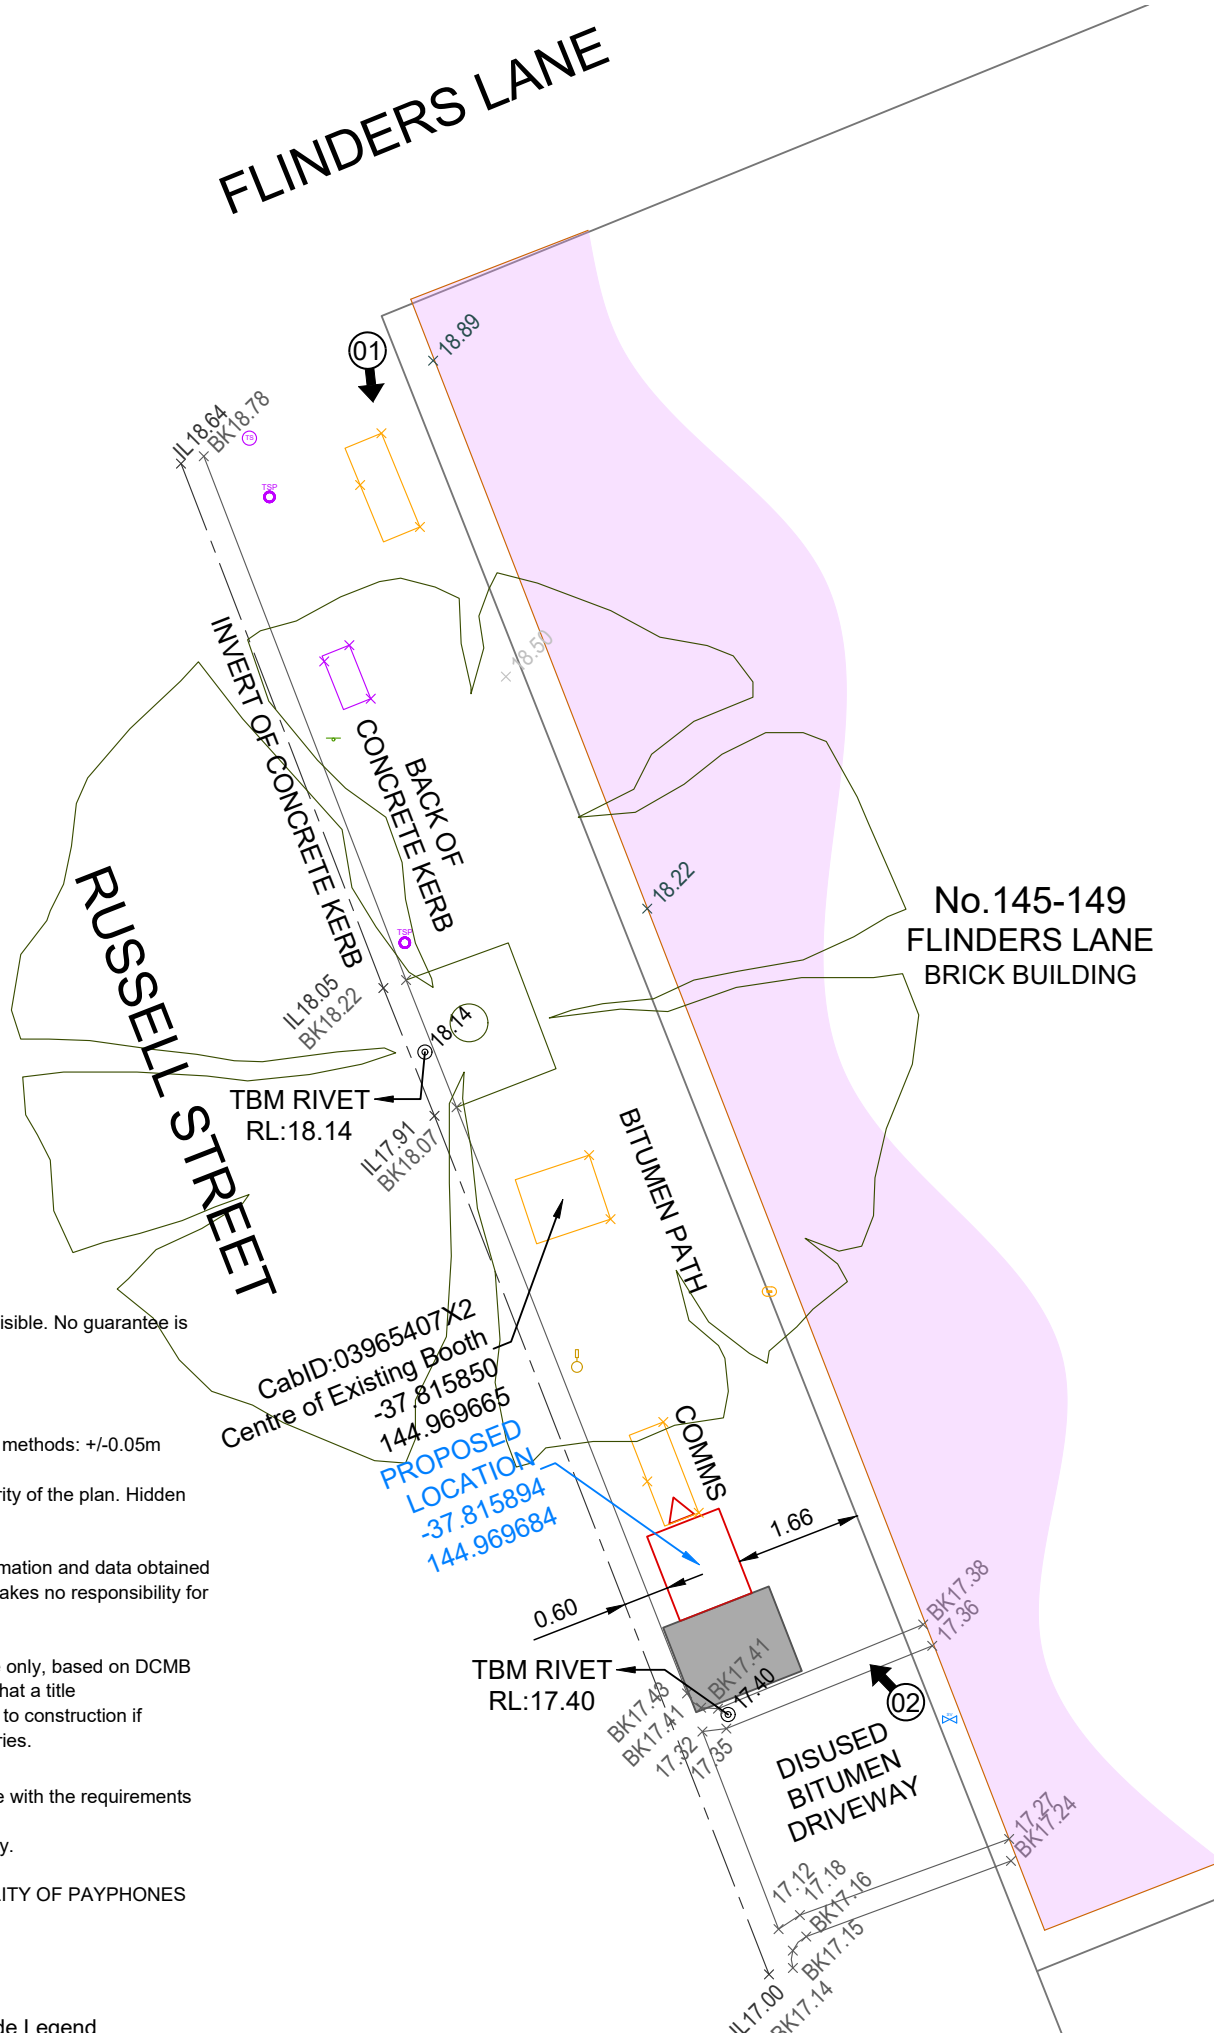 FLINDERS LANE
01
18.89
IL18.64
BK18.78
TS
TSP
18.50
INVERT OF CONCRETE KERB
BACK OF
CONCRETE KERB
RUSSELL STREET
18.22
No.145-149
FLINDERS LANE
BRICK BUILDING
TSP
IL18.05
BK18.22
18.14
TBM RIVET
RL:18.14
IL17.91
BK18.07
BITUMEN PATH
isible. No guarantee is
CabID:03965407X2
Centre of Existing Booth
-37.815850
144.969665
PROPOSED
LOCATION
-37.815894
144.969684
COMMS
methods: +/-0.05m
rity of the plan. Hidden
rmation and data obtained
akes no responsibility for
1.66
0.60
BK17.38
17.36
TBM RIVET
RL:17.40
BK17.41
17.40
BK17.43
BK17.41
17.32
17.35
02
e only, based on DCMB
hat a title
to construction if
ries.
DISUSED
BITUMEN
DRIVEWAY
e with the requirements
y.
17.27
BK17.24
LITY OF PAYPHONES
17.12
17.18
BK17.16
BK17.15
BK17.14
IL17.00
de Legend